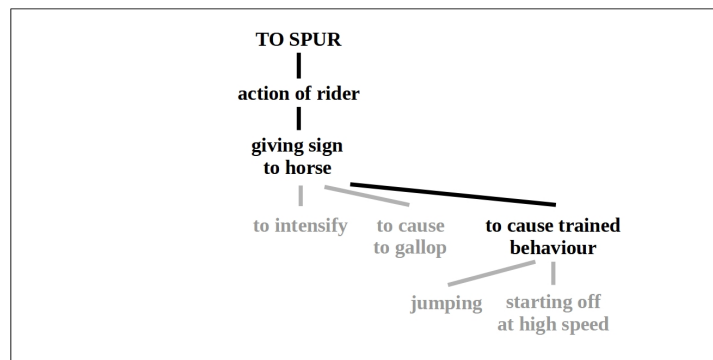 TO SPUR
action of rider
giving sign
to horse
to intensify
to cause
to gallop
to cause trained
behaviour
jumping
starting off
at high speed